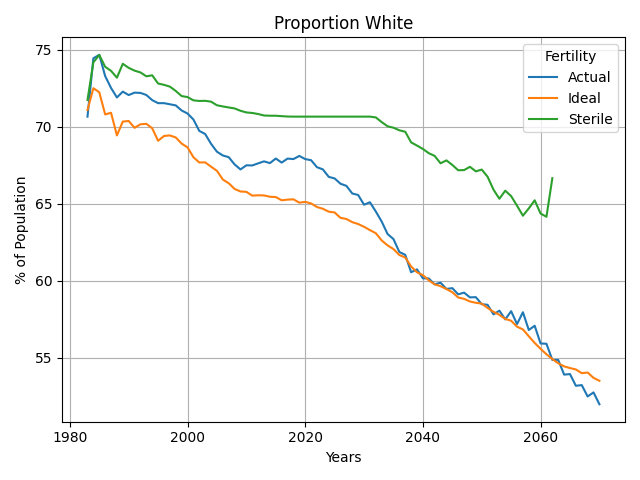 Proportion White
% of Population
75
70
65
60
55
Fertility
Actual
Ideal
Sterile
1980
2000
2020
2040
2060
Years